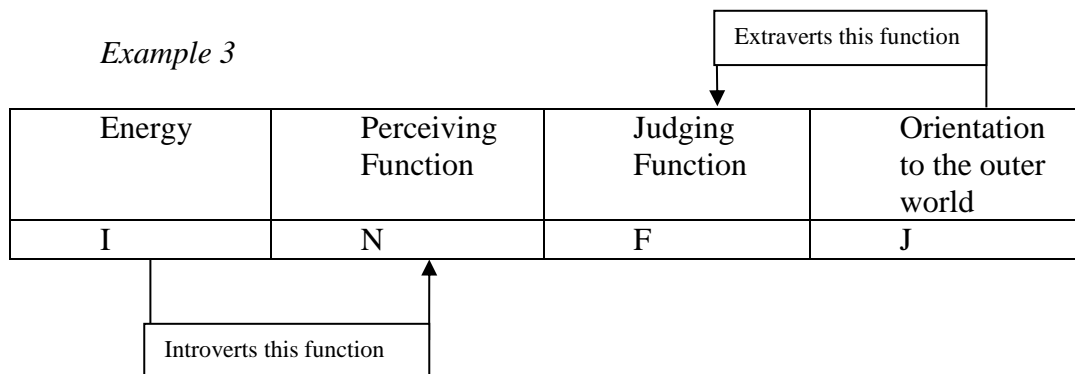 Example 3
Extraverts this function
Energy
Perceiving
Function
Judging
Function
Orientation
to the outer
world
I
N
F
J
Introverts this function